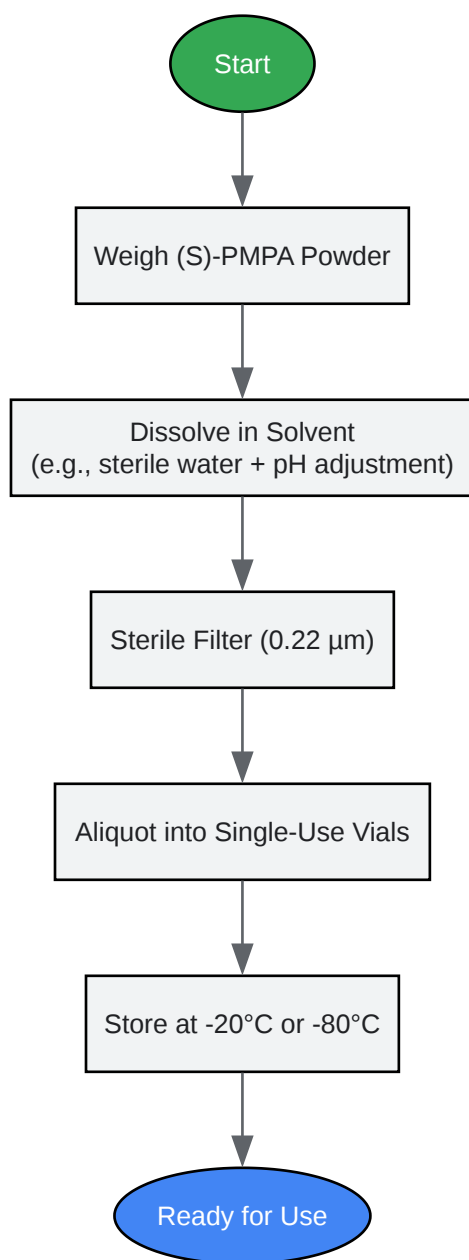 Start
Weigh (S)-PMPA Powder
Dissolve in Solvent
(e.g., sterile water + pH adjustment)
Sterile Filter (0.22 µm)
Aliquot into Single-Use Vials
Store at -20°C or -80°C
Ready for Use